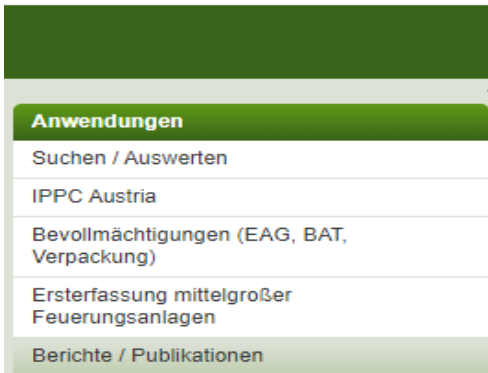 Anwendungen
Suchen / Auswerten
IPPC Austria
Bevollmächtigungen (EAG, BAT,
Verpackung)
Ersterfassung mittelgroßer
Feuerungsanlagen
Berichte / Publikationen